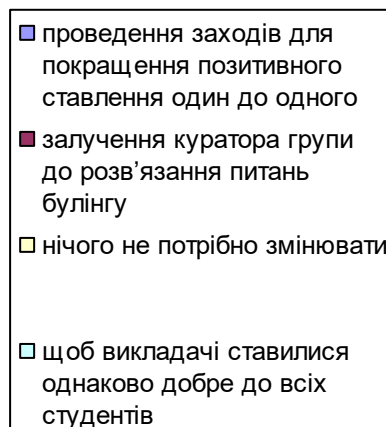 проведення заходів для
покращення позитивного
ставлення один до одного
залучення куратора групи
до розв'язання питань
булінгу
нічого не потрібно змінювати
щоб викладачі ставилися
однаково добре до всіх
студентів